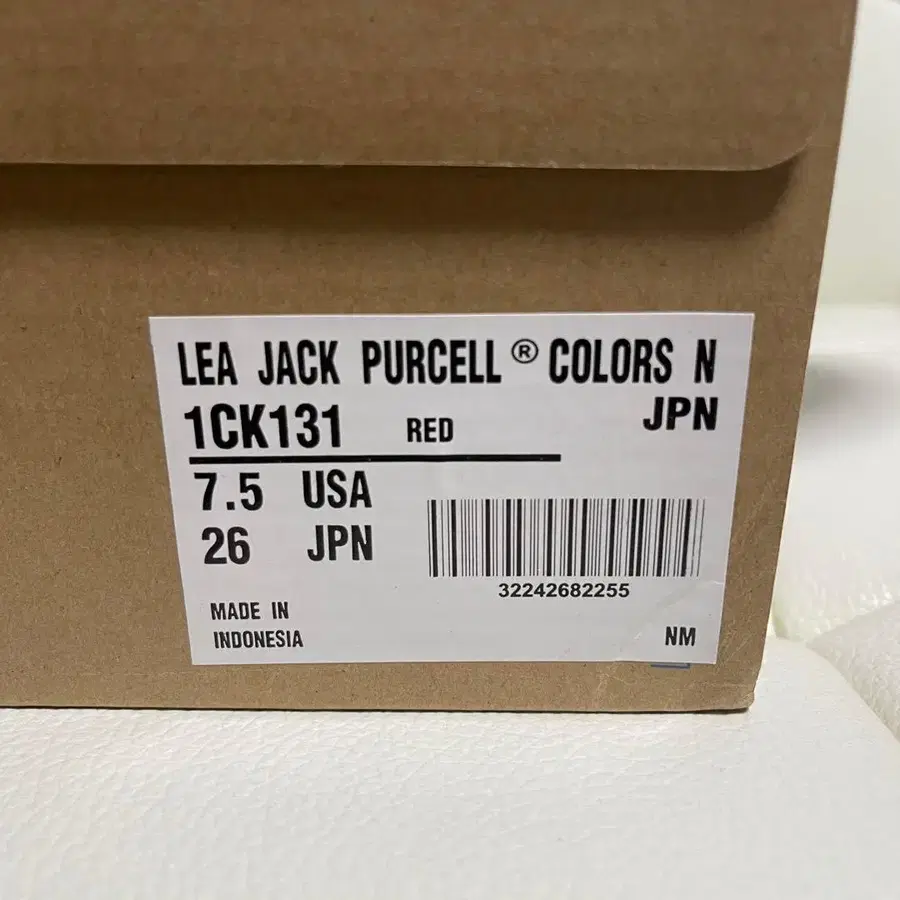 LEA JACK PURCELL® COLORS N
1CK131 RED JPN
7.5 USA
26 JPN
32242682255
MADE IN
INDONESIA
NM